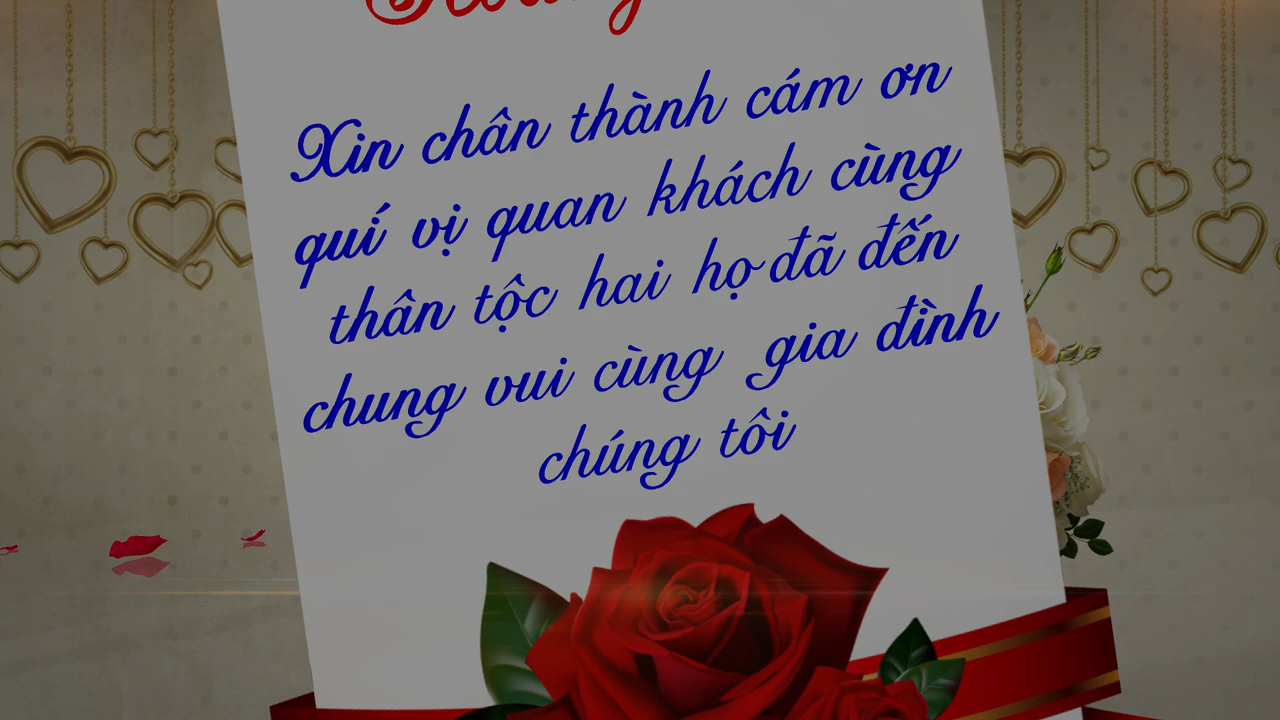 Xin chân thành cám ơn
quí vị quan khách cùng
thân tộc hai họ đã đến
chung vui cùng gia đình
chúng tôi